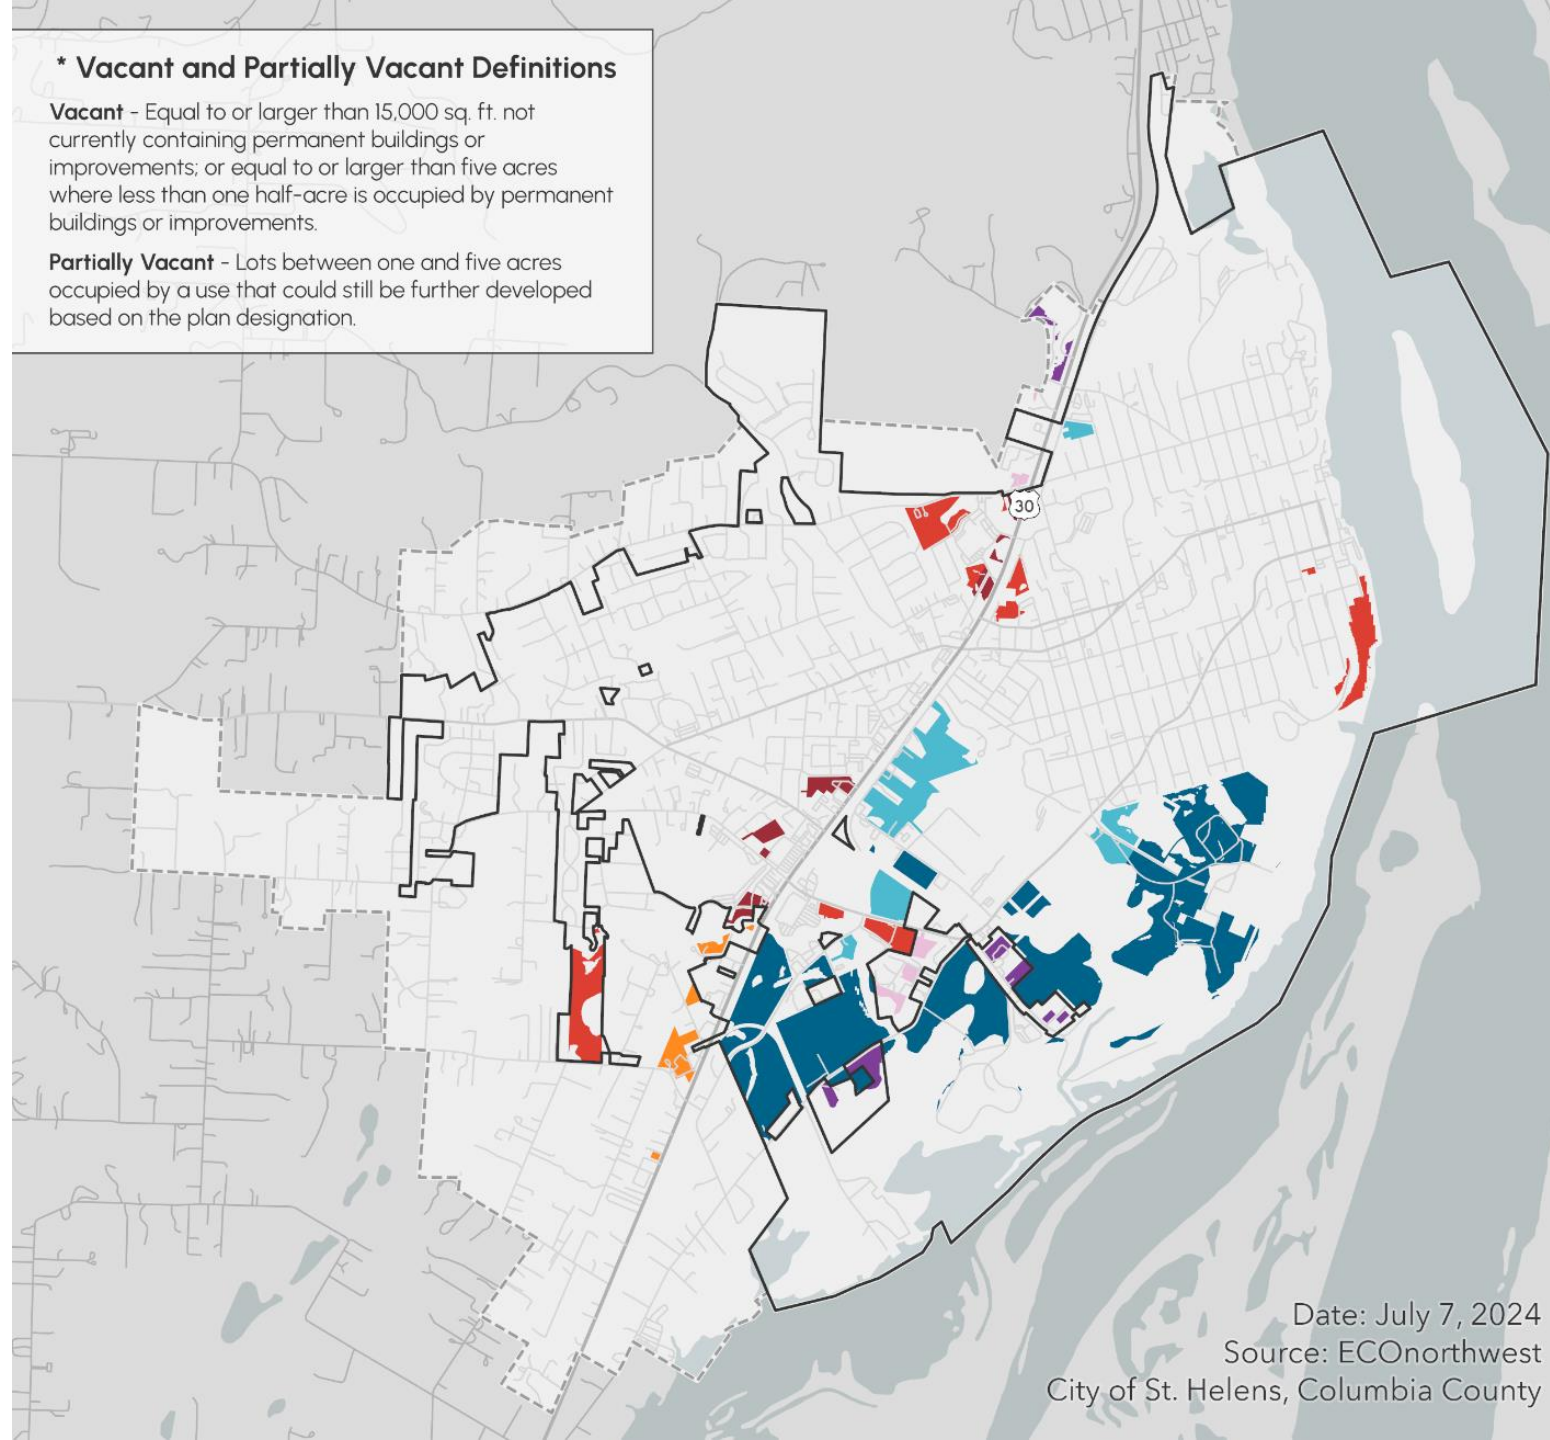 * Vacant and Partially Vacant Definitions
Vacant - Equal to or larger than 15,000 sq. ft. not
currently containing permanent buildings or
improvements; or equal to or larger than five acres
where less than one half-acre is occupied by permanent
buildings or improvements.
Partially Vacant - Lots between one and five acres
occupied by a use that could still be further developed
based on the plan designation.
30
Date: July 7, 2024
Source: ECOnorthwest
City of St. Helens, Columbia County